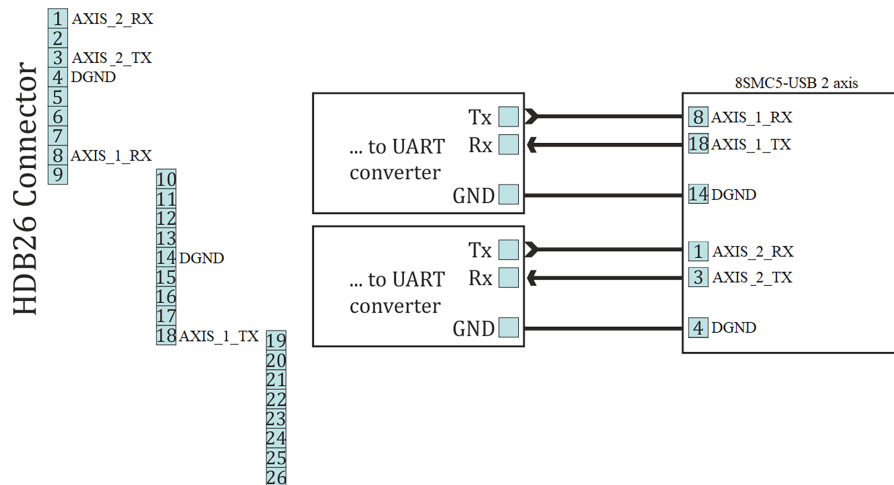 HDB26 Connector
1 AXIS_2_RX
2
3 AXIS_2_TX
4 DGND
5
6
7
8 AXIS_1_RX
9
10
11
12
13
14 DGND
15
16
17
18 AXIS_1_TX
19
20
21
22
23
24
25
26
... to UART
converter
Tx
Rx
GND
... to UART
converter
Tx
Rx
GND
8SMC5-USB 2 axis
8 AXIS_1_RX
18 AXIS_1_TX
14 DGND
1 AXIS_2_RX
3 AXIS_2_TX
4 DGND